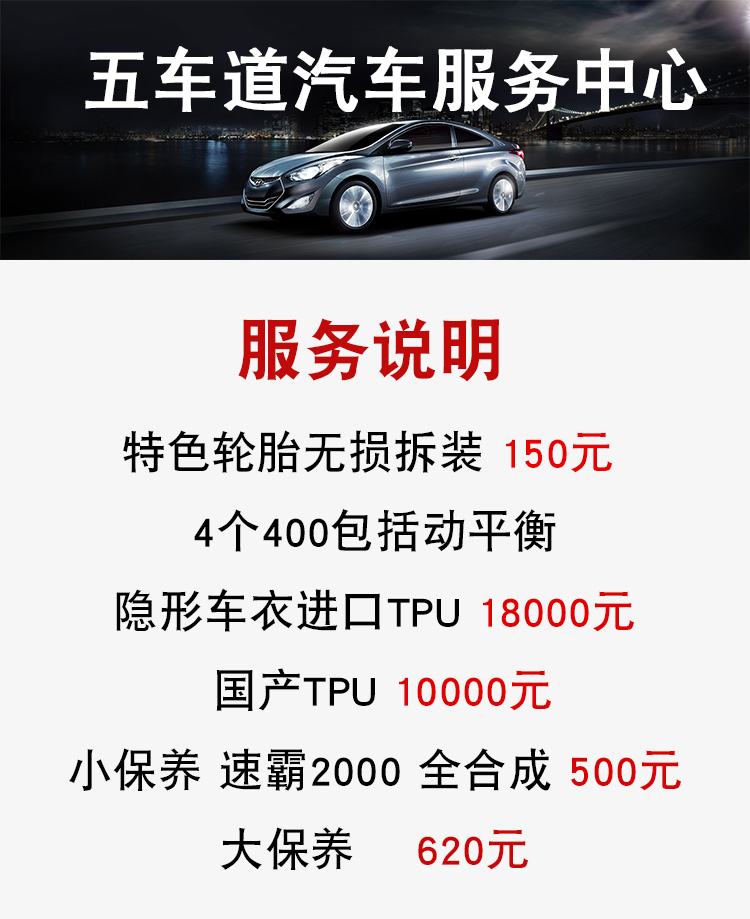 五车道汽车服务中心
服务说明
特色轮胎无损拆装 150元
4个400包括动平衡
隐形车衣进口TPU 18000元
国产TPU 10000元
小保养 速霸2000 全合成 500元
大保养 620元